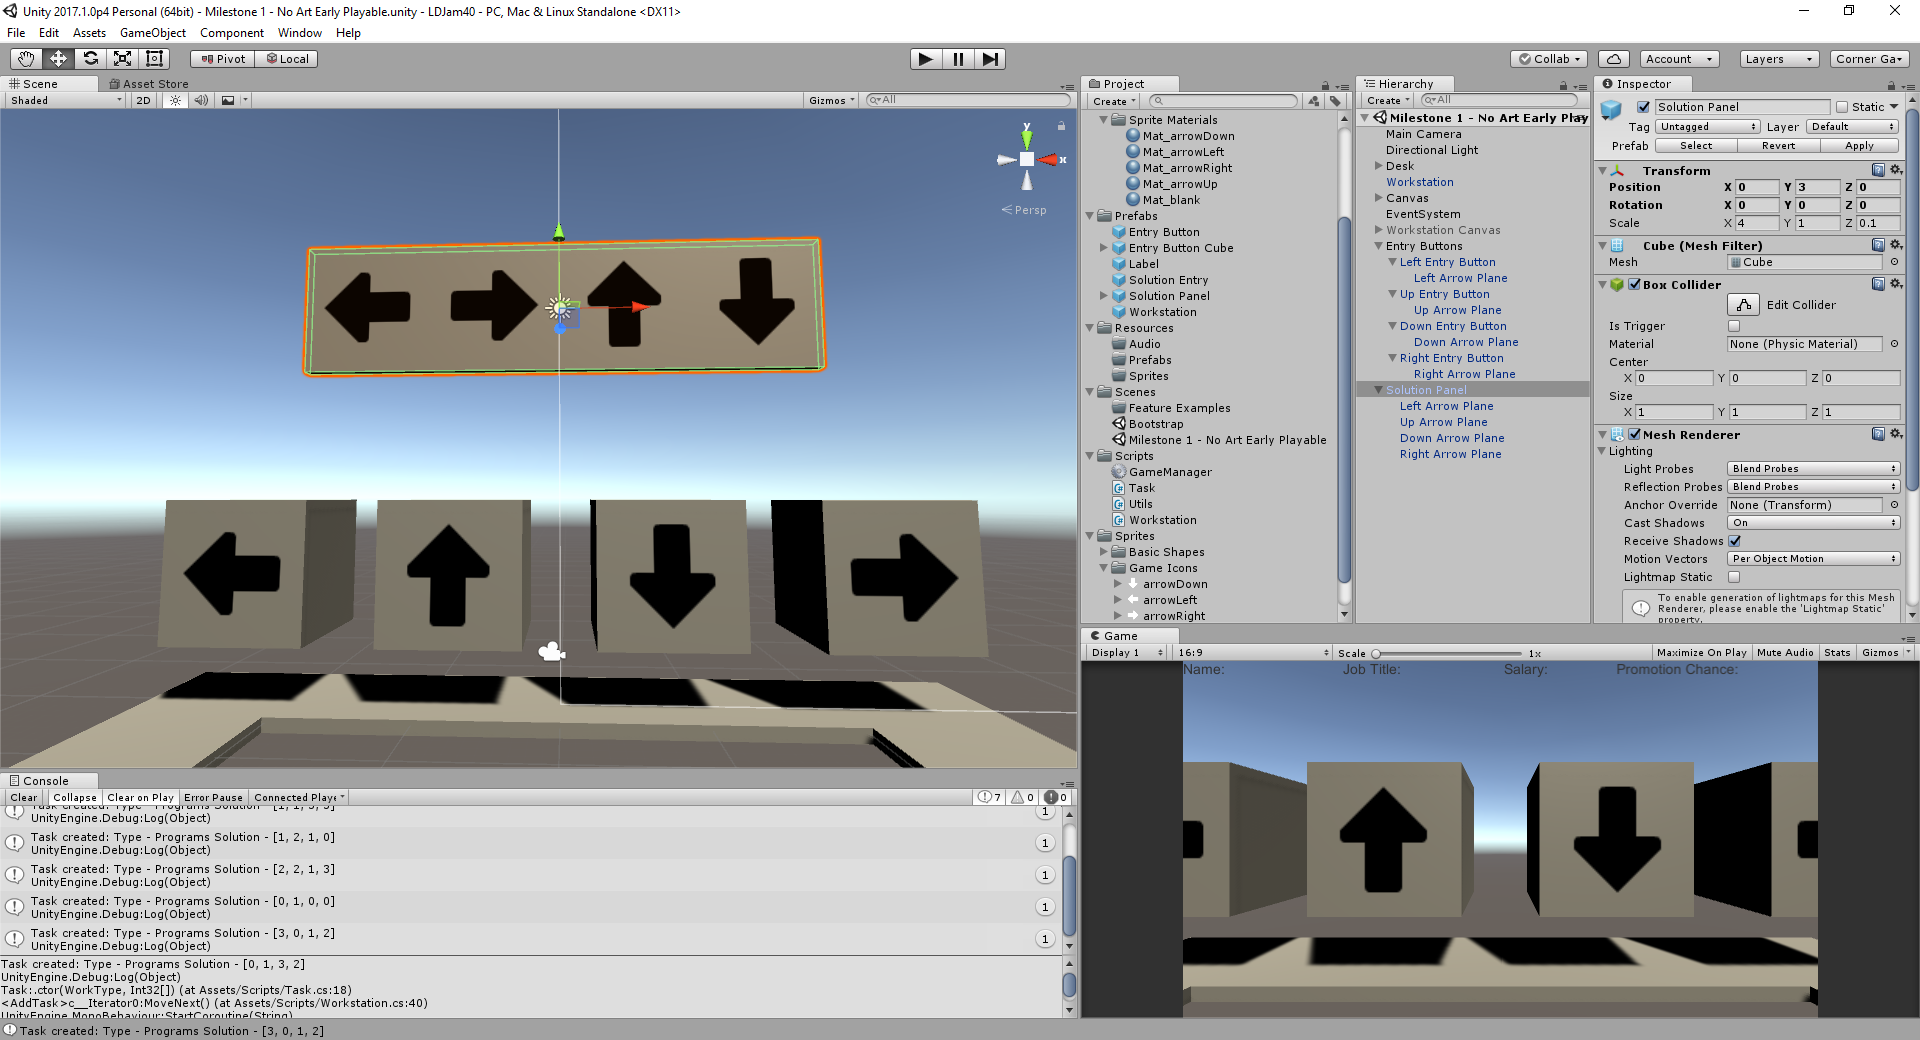 Unity 2017.1.0p4 Personal (64bit) - Milestone 1 - No Art Early Playable.unity - LDJam40 - PC, Mac & Linux Standalone <DX11>
File Edit Assets GameObject Component Window Help
Pivot Local Collab Account Layers Corner Ga
Scene Asset Store
Shaded 2D Gizmos All
y
x
Persp
Project
Create
Sprite Materials
Mat_arrowDown
Mat_arrowLeft
Mat_arrowRight
Mat_arrowUp
Mat_blank
Prefabs
Entry Button
Entry Button Cube
Label
Solution Entry
Solution Panel
Workstation
Resources
Audio
Prefabs
Sprites
Scenes
Feature Examples
Bootstrap
Milestone 1 - No Art Early Playable
Scripts
GameManager
Task
Utils
Workstation
Sprites
Basic Shapes
Game Icons
arrowDown
arrowLeft
arrowRight
Hierarchy
Create All
Milestone 1 - No Art Early Play
Main Camera
Directional Light
Desk
Workstation
Canvas
EventSystem
Workstation Canvas
Entry Buttons
Left Entry Button
Left Arrow Plane
Up Entry Button
Up Arrow Plane
Down Entry Button
Down Arrow Plane
Right Entry Button
Right Arrow Plane
Solution Panel
Left Arrow Plane
Up Arrow Plane
Down Arrow Plane
Right Arrow Plane
Inspector
Solution Panel Static
Tag Untagged Layer Default
Prefab Select Revert Apply
Transform
Position X 0 Y 3 Z 0
Rotation X 0 Y 0 Z 0
Scale X 4 Y 1 Z 0.1
Cube (Mesh Filter)
Mesh Cube
Box Collider
Edit Collider
Is Trigger
Material None (Physic Material)
Center
X 0 Y 0 Z 0
Size
X 1 Y 1 Z 1
Mesh Renderer
Lighting
Light Probes Blend Probes
Reflection Probes Blend Probes
Anchor Override None (Transform)
Cast Shadows On
Receive Shadows
Motion Vectors Per Object Motion
Lightmap Static
To enable generation of lightmaps for this Mesh
Renderer, please enable the 'Lightmap Static'
property.
Game
Display 1 16:9 Scale 1x Maximize On Play Mute Audio Stats Gizmos
Name: Job Title: Salary: Promotion Chance:
Console
Clear Collapse Clear on Play Error Pause Connected Playe 7 0 0
UnityEngine.Debug:Log(Object) 1
Task created: Type - Programs Solution - [1, 2, 1, 0]
UnityEngine.Debug:Log(Object) 1
Task created: Type - Programs Solution - [2, 2, 1, 3]
UnityEngine.Debug:Log(Object) 1
Task created: Type - Programs Solution - [0, 1, 0, 0]
UnityEngine.Debug:Log(Object) 1
Task created: Type - Programs Solution - [3, 0, 1, 2]
UnityEngine.Debug:Log(Object) 1
Task created: Type - Programs Solution - [0, 1, 3, 2]
UnityEngine.Debug:Log(Object)
Task:.ctor(WorkType, Int32[]) (at Assets/Scripts/Task.cs:18)
<AddTask>c__Iterator0:MoveNext() (at Assets/Scripts/Workstation.cs:40)
UnityEngine.MonoBehaviour:StartCoroutine(String)
Task created: Type - Programs Solution - [3, 0, 1, 2]